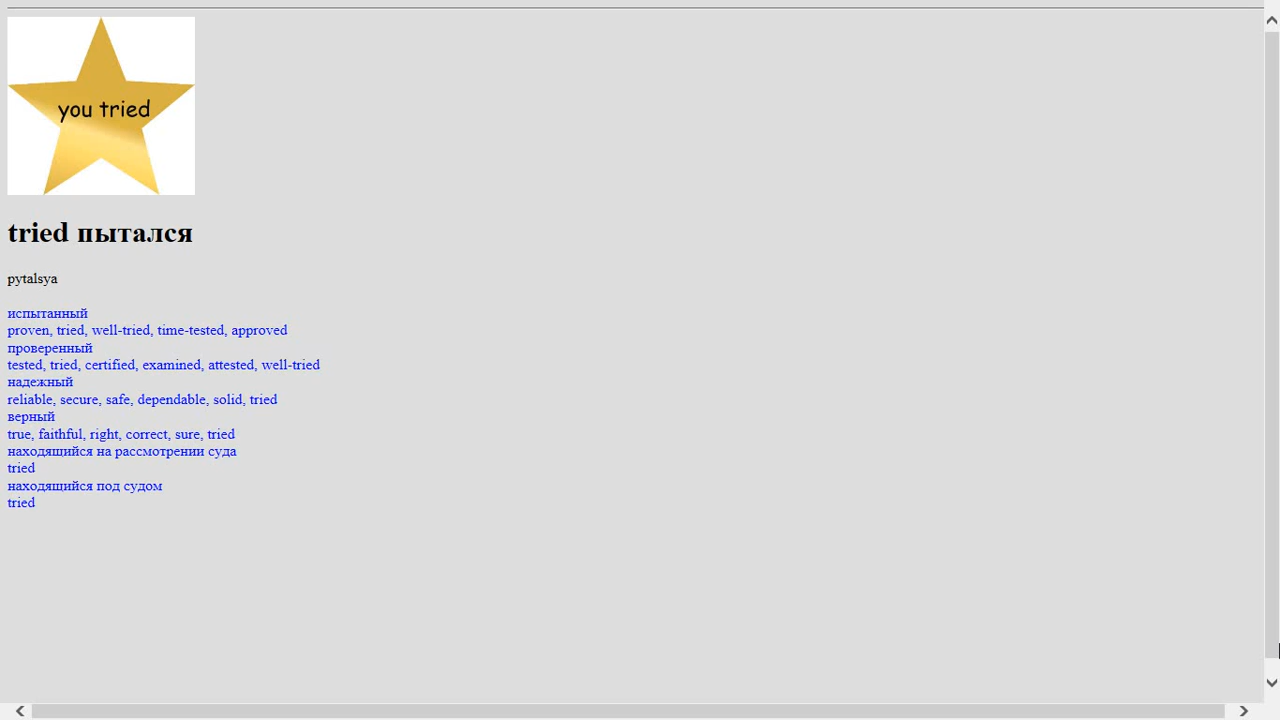 you tried
tried пытался
pytalsya
испытанный
proven, tried, well-tried, time-tested, approved
проверенный
tested, tried, certified, examined, attested, well-tried
надежный
reliable, secure, safe, dependable, solid, tried
верный
true, faithful, right, correct, sure, tried
находящийся на рассмотрении суда
tried
находящийся под судом
tried